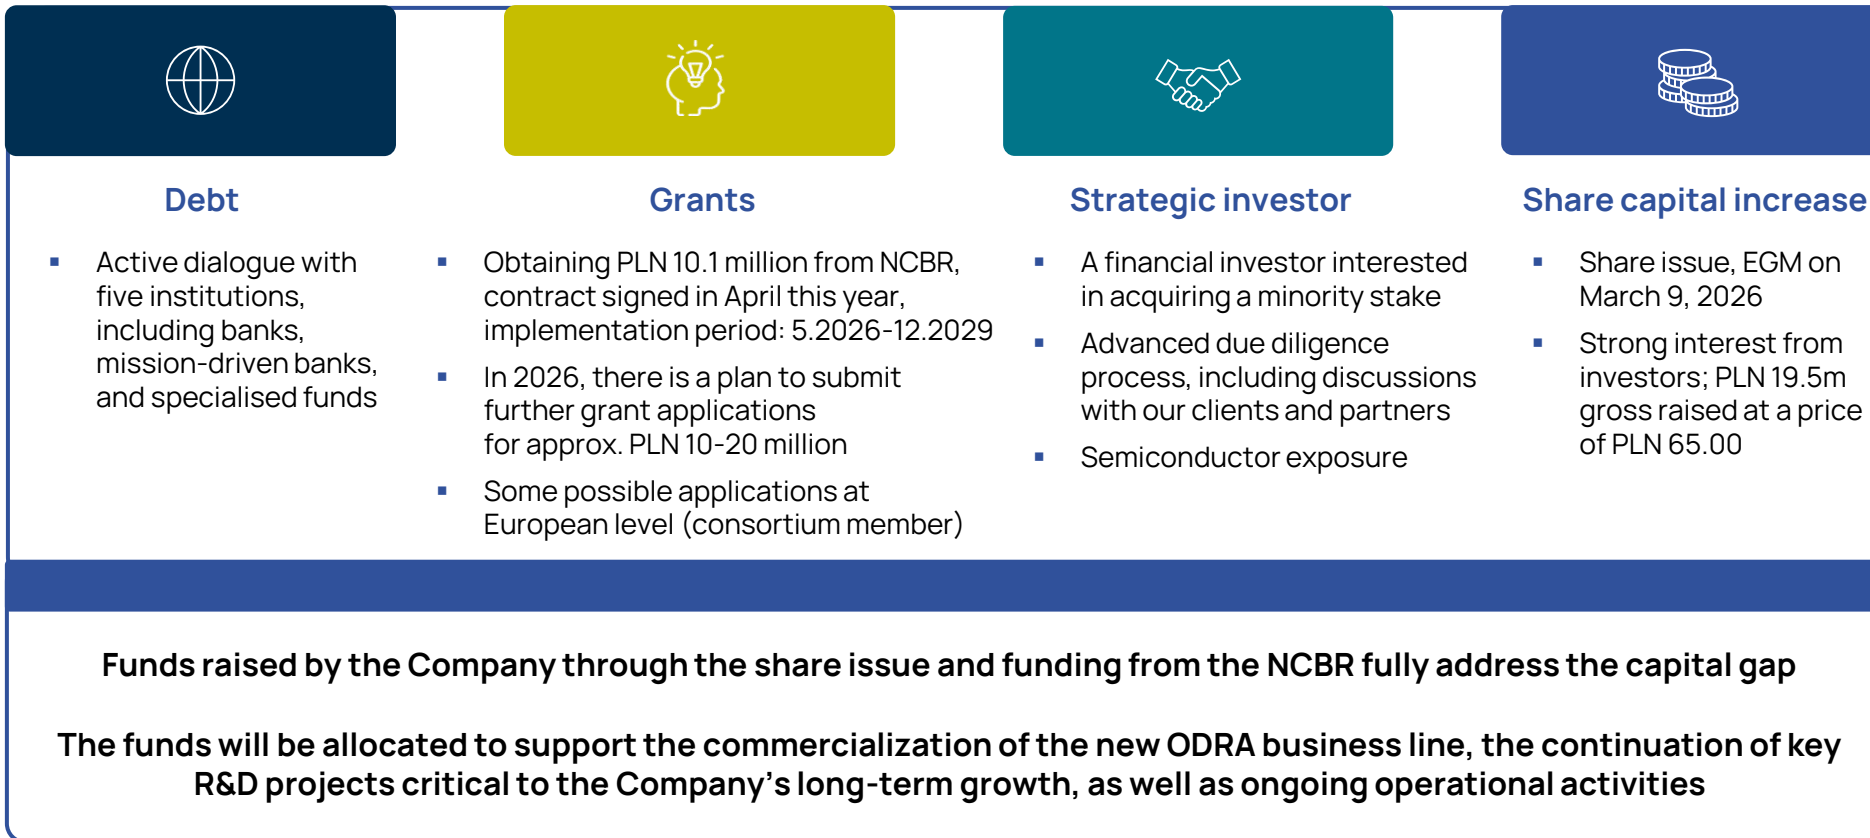 Debt
Active dialogue with
five institutions,
including banks,
mission-driven banks,
and specialised funds
Grants
Obtaining PLN 10.1 million from NCBR,
contract signed in April this year,
implementation period: 5.2026-12.2029
In 2026, there is a plan to submit
further grant applications
for approx. PLN 10-20 million
Some possible applications at
European level (consortium member)
Strategic investor
A financial investor interested
in acquiring a minority stake
Advanced due diligence
process, including discussions
with our clients and partners
Semiconductor exposure
Share capital increase
Share issue, EGM on
March 9, 2026
Strong interest from
investors; PLN 19.5m
gross raised at a price
of PLN 65.00
Funds raised by the Company through the share issue and funding from the NCBR fully address the capital gap
The funds will be allocated to support the commercialization of the new ODRA business line, the continuation of key
R&D projects critical to the Company's long-term growth, as well as ongoing operational activities